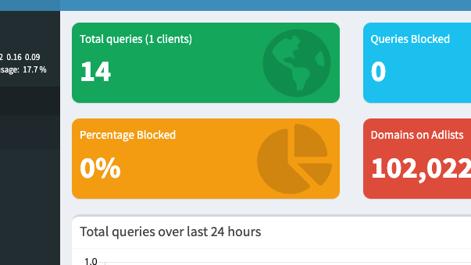 2 0.16 0.09
usage: 17.7 %
Total queries (1 clients)
14
Queries Blocked
0
Percentage Blocked
0%
Domains on Adlists
102,022
Total queries over last 24 hours
1.0